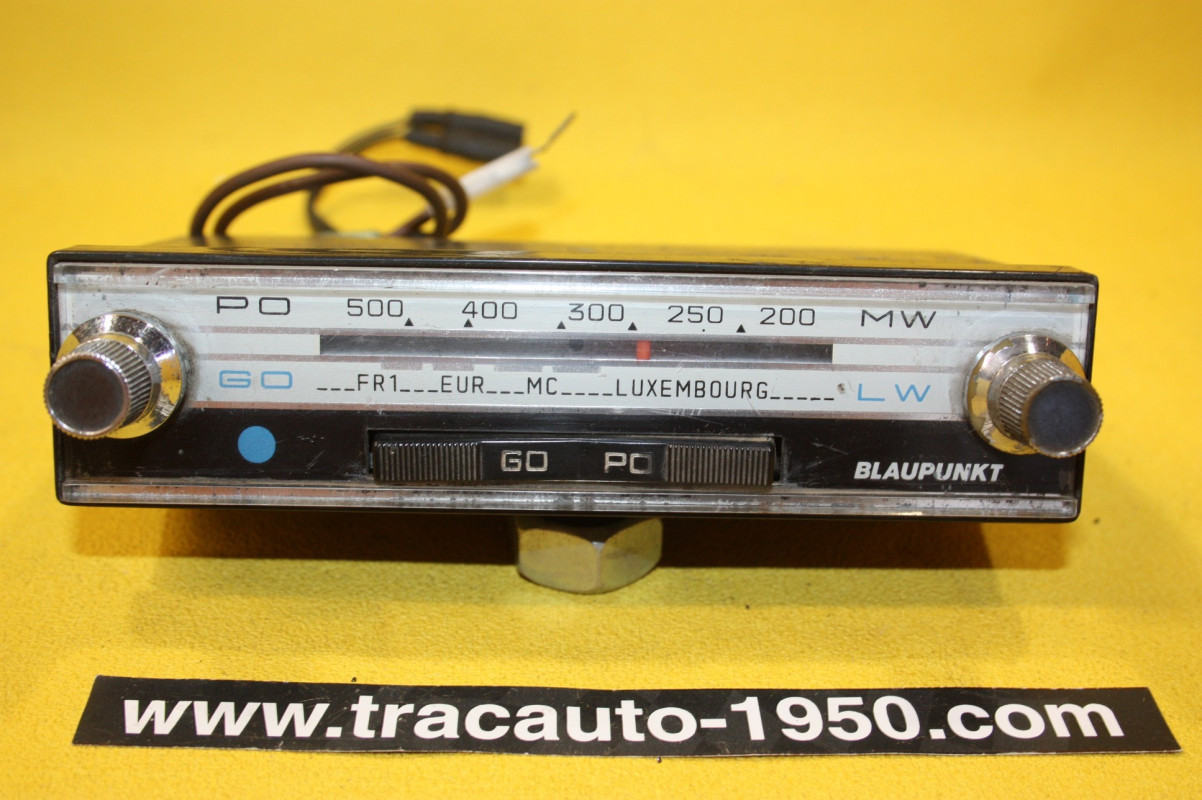 PO 500 400 300 250 200 MW
GO ___FR1___EUR___MC____LUXEMBOURG_____ LW
GO PO
BLAUPUNKT
www.tracauto-1950.com